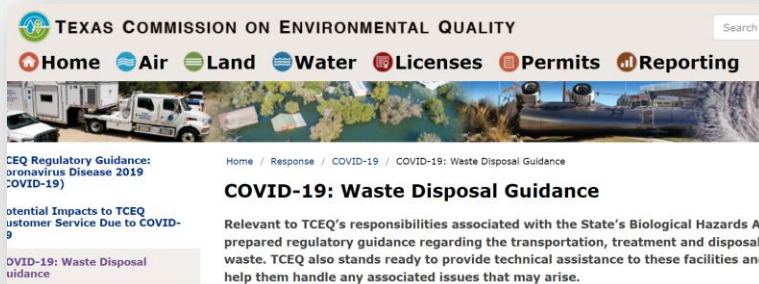 TEXAS COMMISSION ON ENVIRONMENTAL QUALITY
Search
Home Air Land Water Licenses Permits Reporting
CEQ Regulatory Guidance:
oronavirus Disease 2019
COVID-19)
otential Impacts to TCEQ
ustomer Service Due to COVID-
9
OVID-19: Waste Disposal
uidance
Home / Response / COVID-19 / COVID-19: Waste Disposal Guidance
COVID-19: Waste Disposal Guidance
Relevant to TCEQ's responsibilities associated with the State's Biological Hazards A
prepared regulatory guidance regarding the transportation, treatment and disposal
waste. TCEQ also stands ready to provide technical assistance to these facilities and
help them handle any associated issues that may arise.